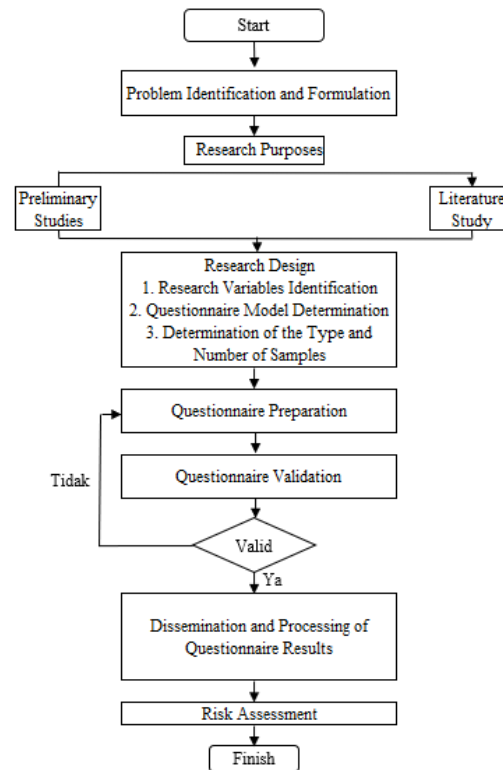 Start
Problem Identification and Formulation
Research Purposes
Preliminary
Studies
Literature
Study
Research Design
1. Research Variables Identification
2. Questionnaire Model Determination
3. Determination of the Type and
Number of Samples
Questionnaire Preparation
Tidak
Questionnaire Validation
Valid
Ya
Dissemination and Processing of
Questionnaire Results
Risk Assessment
Finish